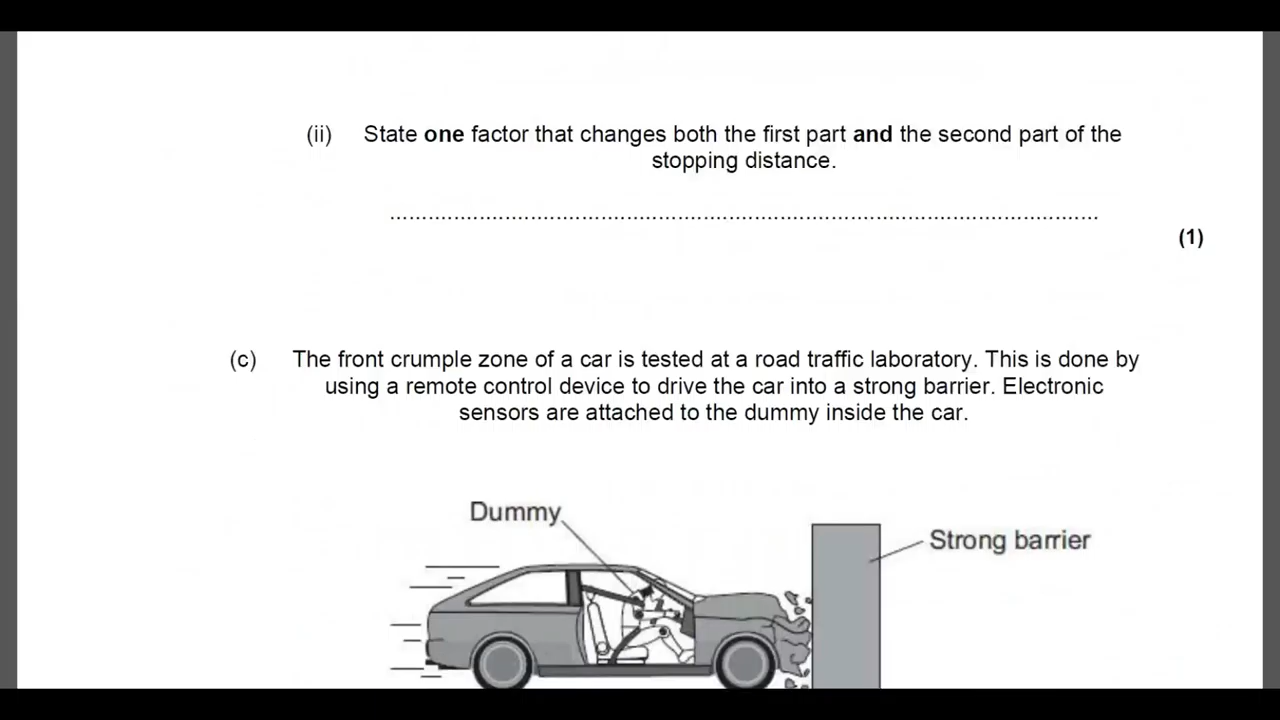 (ii) State one factor that changes both the first part and the second part of the
stopping distance.
..........................................................................................
(1)
(c) The front crumple zone of a car is tested at a road traffic laboratory. This is done by
using a remote control device to drive the car into a strong barrier. Electronic
sensors are attached to the dummy inside the car.
Dummy
Strong barrier